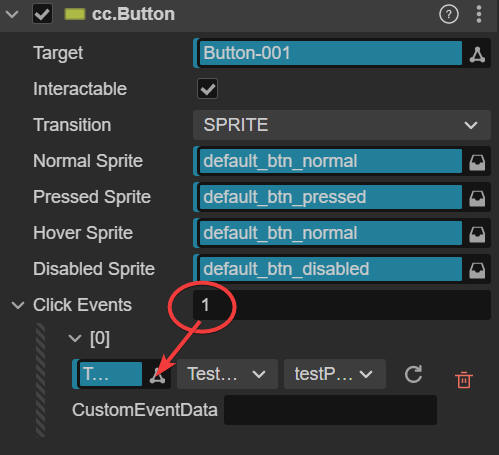 cc.Button
Target Button-001
Interactable
Transition SPRITE
Normal Sprite default_btn_normal
Pressed Sprite default_btn_pressed
Hover Sprite default_btn_normal
Disabled Sprite default_btn_disabled
Click Events 1
[0]
T... Test... testP...
CustomEventData